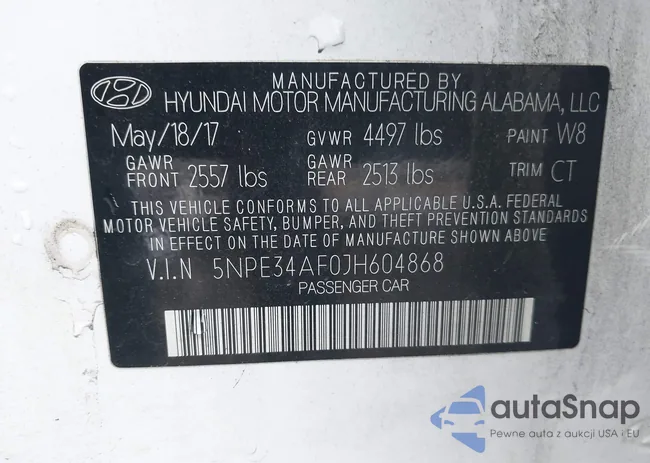 MANUFACTURED BY
HYUNDAI MOTOR MANUFACTURING ALABAMA, LLC
May/18/17 GVWR 4497 lbs PAINT W8
GAWR FRONT 2557 lbs GAWR REAR 2513 lbs TRIM CT
THIS VEHICLE CONFORMS TO ALL APPLICABLE U.S.A. FEDERAL
MOTOR VEHICLE SAFETY, BUMPER, AND THEFT PREVENTION STANDARDS
IN EFFECT ON THE DATE OF MANUFACTURE SHOWN ABOVE.
V.I.N 5NPE34AF0JH604868
PASSENGER CAR
autaSnap
Pewne auta z aukcji USA i EU